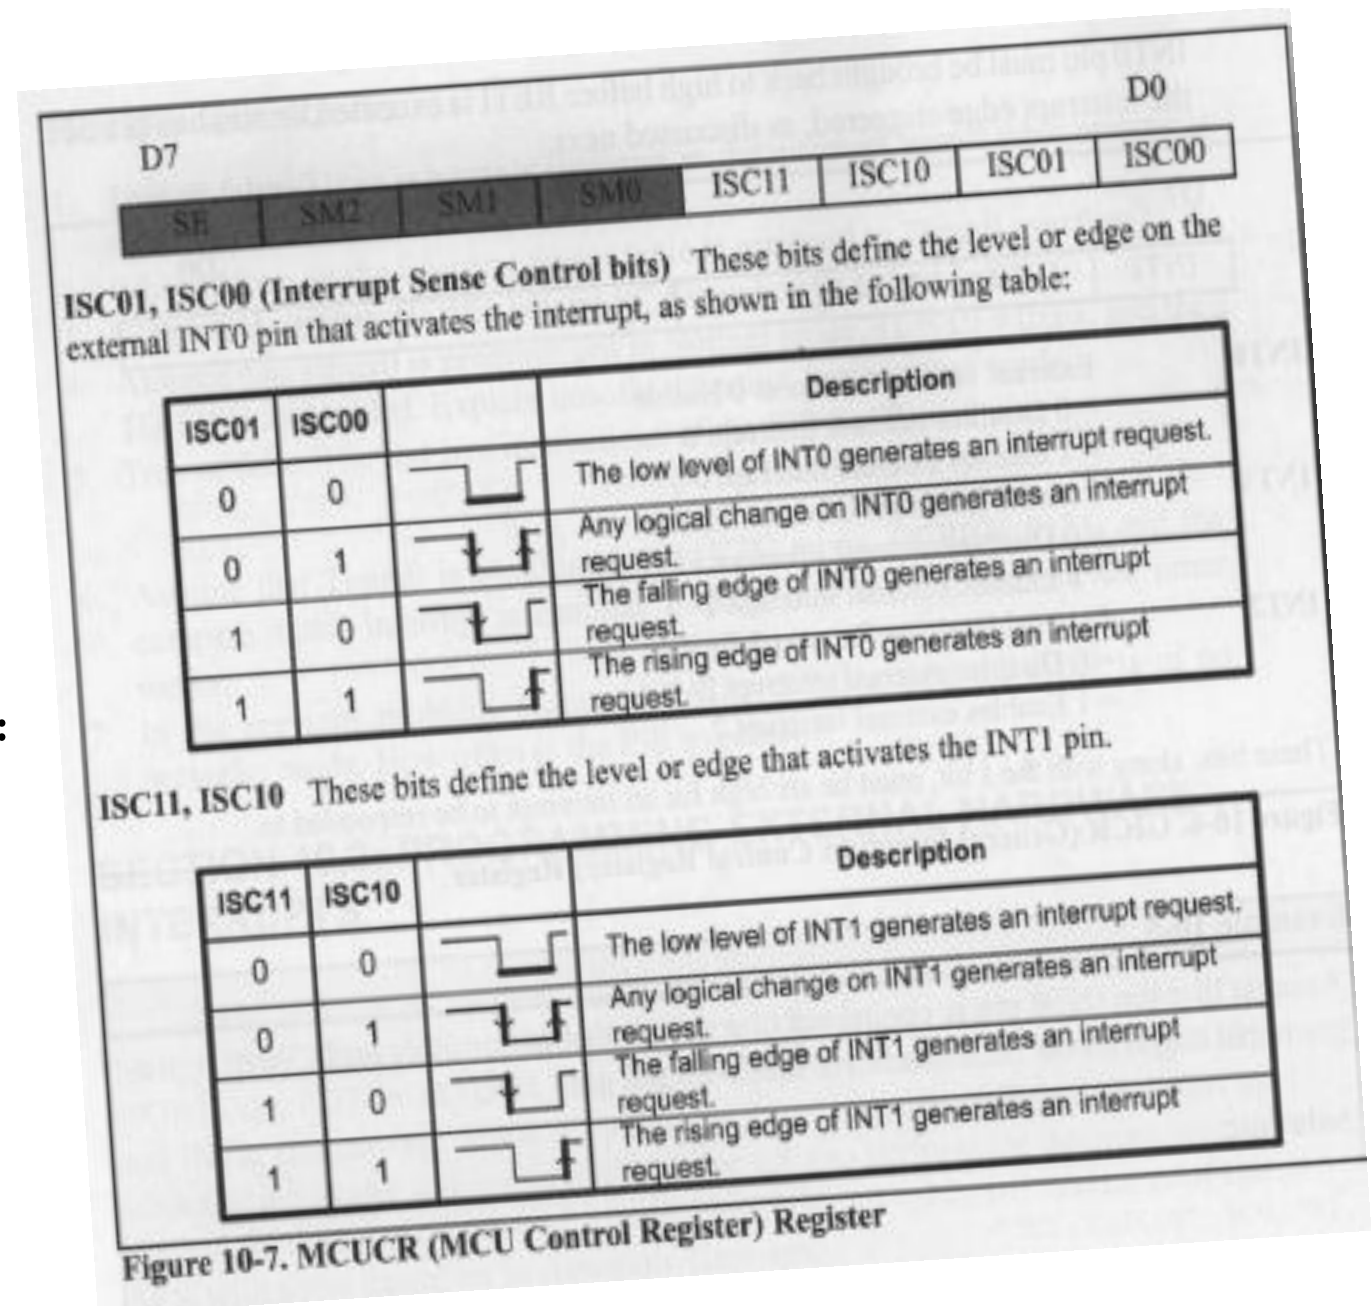 D7 D0
SE SM2 SM1 SM0 ISC11 ISC10 ISC01 ISC00
ISC01, ISC00 (Interrupt Sense Control bits) These bits define the level or edge on the
external INT0 pin that activates the interrupt, as shown in the following table:
ISC01 ISC00 Description
0 0 The low level of INT0 generates an interrupt request.
0 1 Any logical change on INT0 generates an interrupt
request.
1 0 The falling edge of INT0 generates an interrupt
request.
1 1 The rising edge of INT0 generates an interrupt
request.
:
ISC11, ISC10 These bits define the level or edge that activates the INT1 pin.
ISC11 ISC10 Description
0 0 The low level of INT1 generates an interrupt request.
0 1 Any logical change on INT1 generates an interrupt
request.
1 0 The falling edge of INT1 generates an interrupt
request.
1 1 The rising edge of INT1 generates an interrupt
request.
Figure 10-7. MCUCR (MCU Control Register) Register